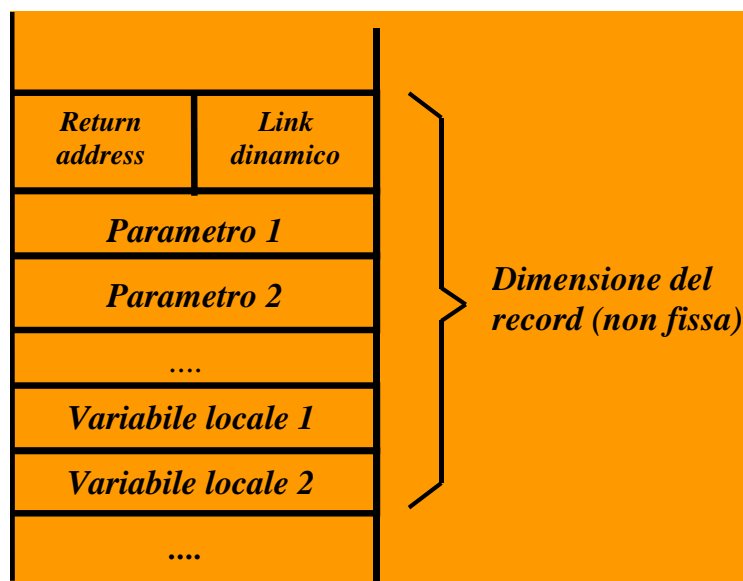 Return
address
Link
dinamico
Parametro 1
Parametro 2
....
Variabile locale 1
Variabile locale 2
....
Dimensione del
record (non fissa)